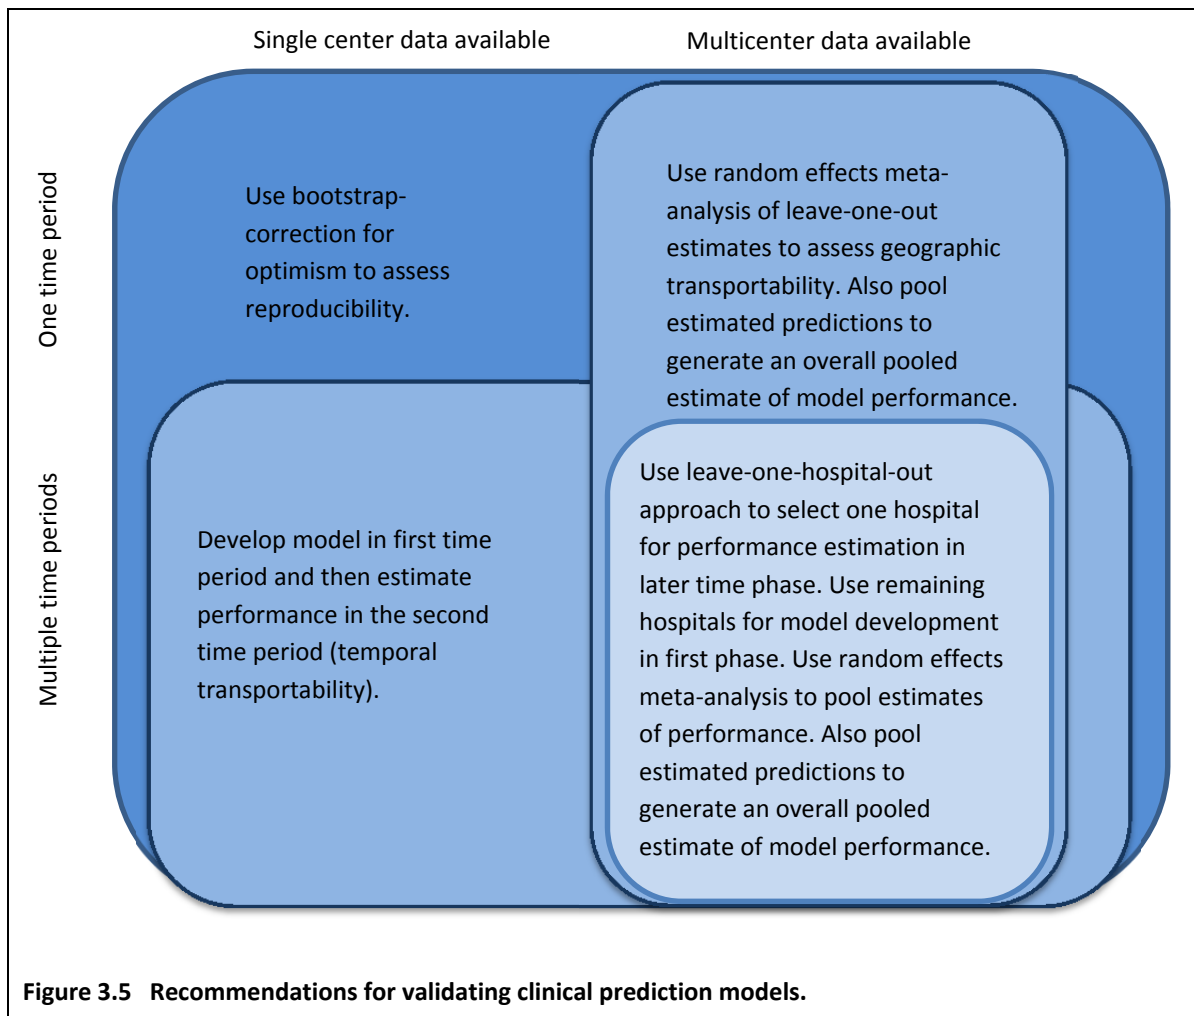 Single center data available
Multicenter data available
One time period
Use bootstrap-
correction for
optimism to assess
reproducibility.
Use random effects meta-
analysis of leave-one-out
estimates to assess geographic
transportability. Also pool
estimated predictions to
generate an overall pooled
estimate of model performance.
Multiple time periods
Develop model in first time
period and then estimate
performance in the second
time period (temporal
transportability).
Use leave-one-hospital-out
approach to select one hospital
for performance estimation in
later time phase. Use remaining
hospitals for model development
in first phase. Use random effects
meta-analysis to pool estimates
of performance. Also pool
estimated predictions to
generate an overall pooled
estimate of model performance.
Figure 3.5 Recommendations for validating clinical prediction models.